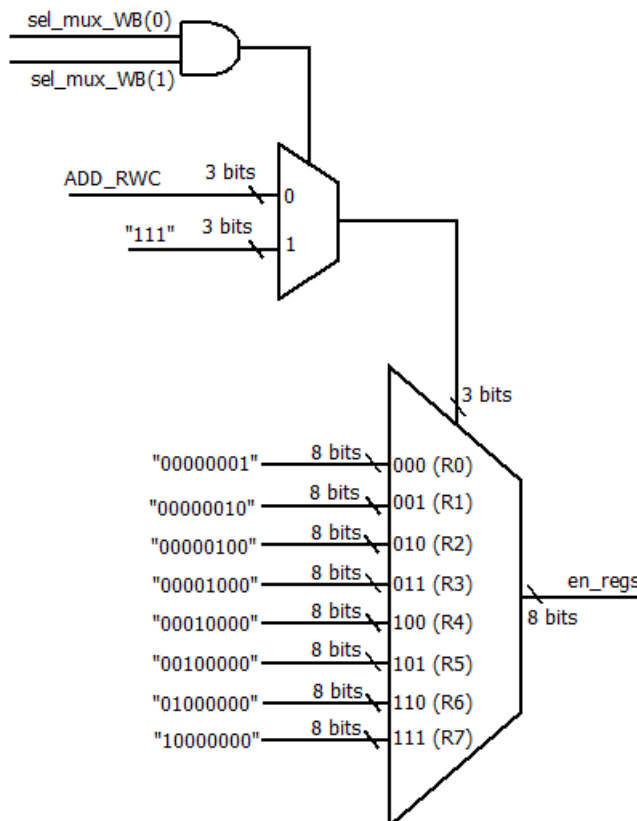 sel_mux_WB(0)
sel_mux_WB(1)
ADD_RWC
3 bits
0
"111"
3 bits
1
3 bits
"00000001"
8 bits
000 (R0)
"00000010"
8 bits
001 (R1)
"00000100"
8 bits
010 (R2)
"00001000"
8 bits
011 (R3)
"00010000"
8 bits
100 (R4)
"00100000"
8 bits
101 (R5)
"01000000"
8 bits
110 (R6)
"10000000"
8 bits
111 (R7)
en_regs
8 bits